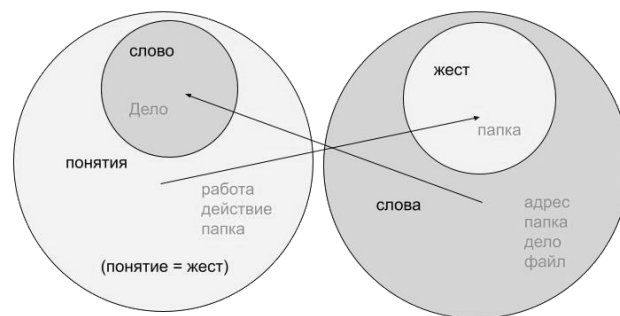 слово
Дело
понятия
работа
действие
папка
(понятие = жест)
жест
папка
слова
адрес
папка
дело
файл